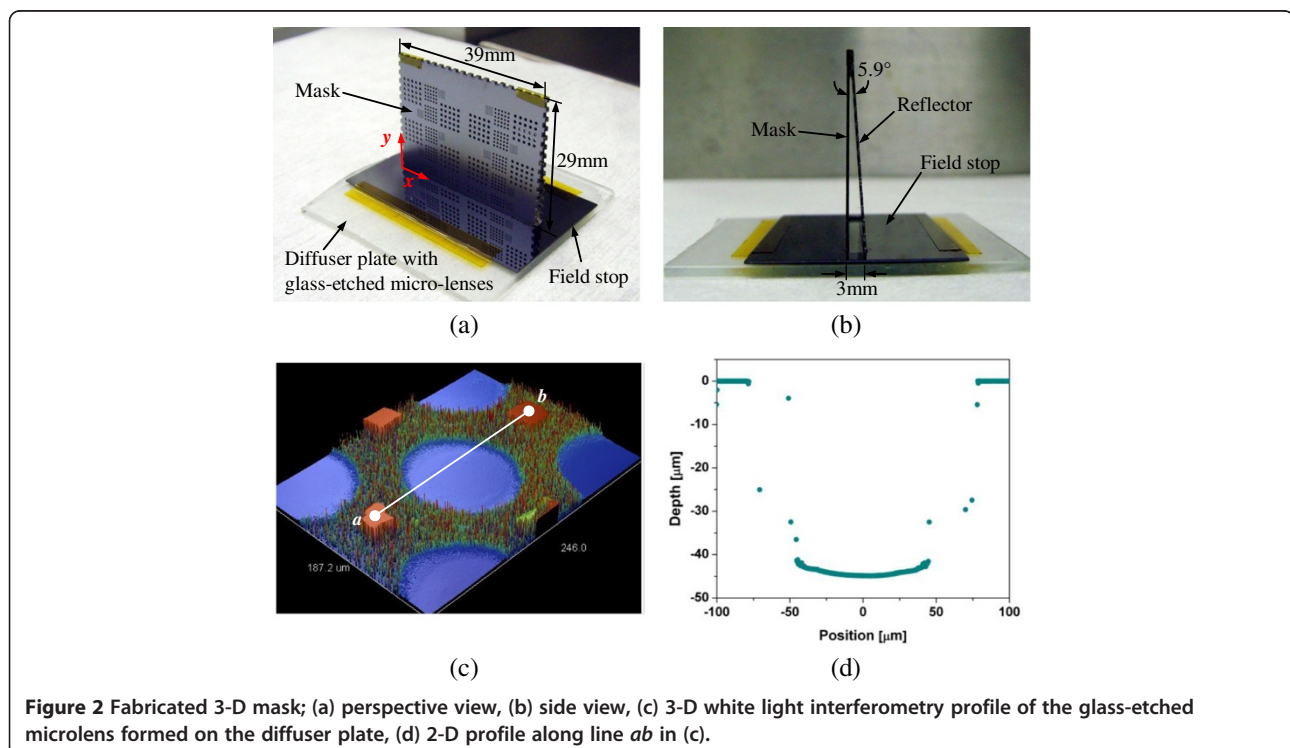 39mm
Mask
y
x
29mm
Diffuser plate with
glass-etched micro-lenses
Field stop
(a)
5.9°
Reflector
Mask
Field stop
3mm
(b)
b
a
187.2 um
246.0
(c)
0
-10
-20
-30
-40
-50
Depth [μm]
-100
-50
0
50
100
Position [μm]
(d)
Figure 2 Fabricated 3-D mask; (a) perspective view, (b) side view, (c) 3-D white light interferometry profile of the glass-etched
microlens formed on the diffuser plate, (d) 2-D profile along line ab in (c).